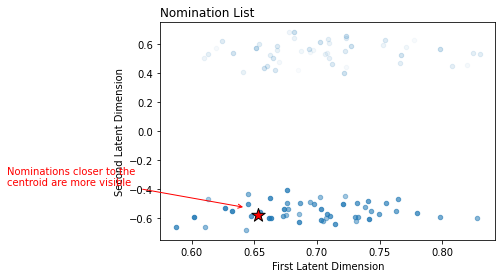 Nomination List
0.6
0.4
0.2
0.0
−0.2
−0.4
−0.6
Second Latent Dimension
Nominations closer to the
centroid are more visible
0.60 0.65 0.70 0.75 0.80
First Latent Dimension